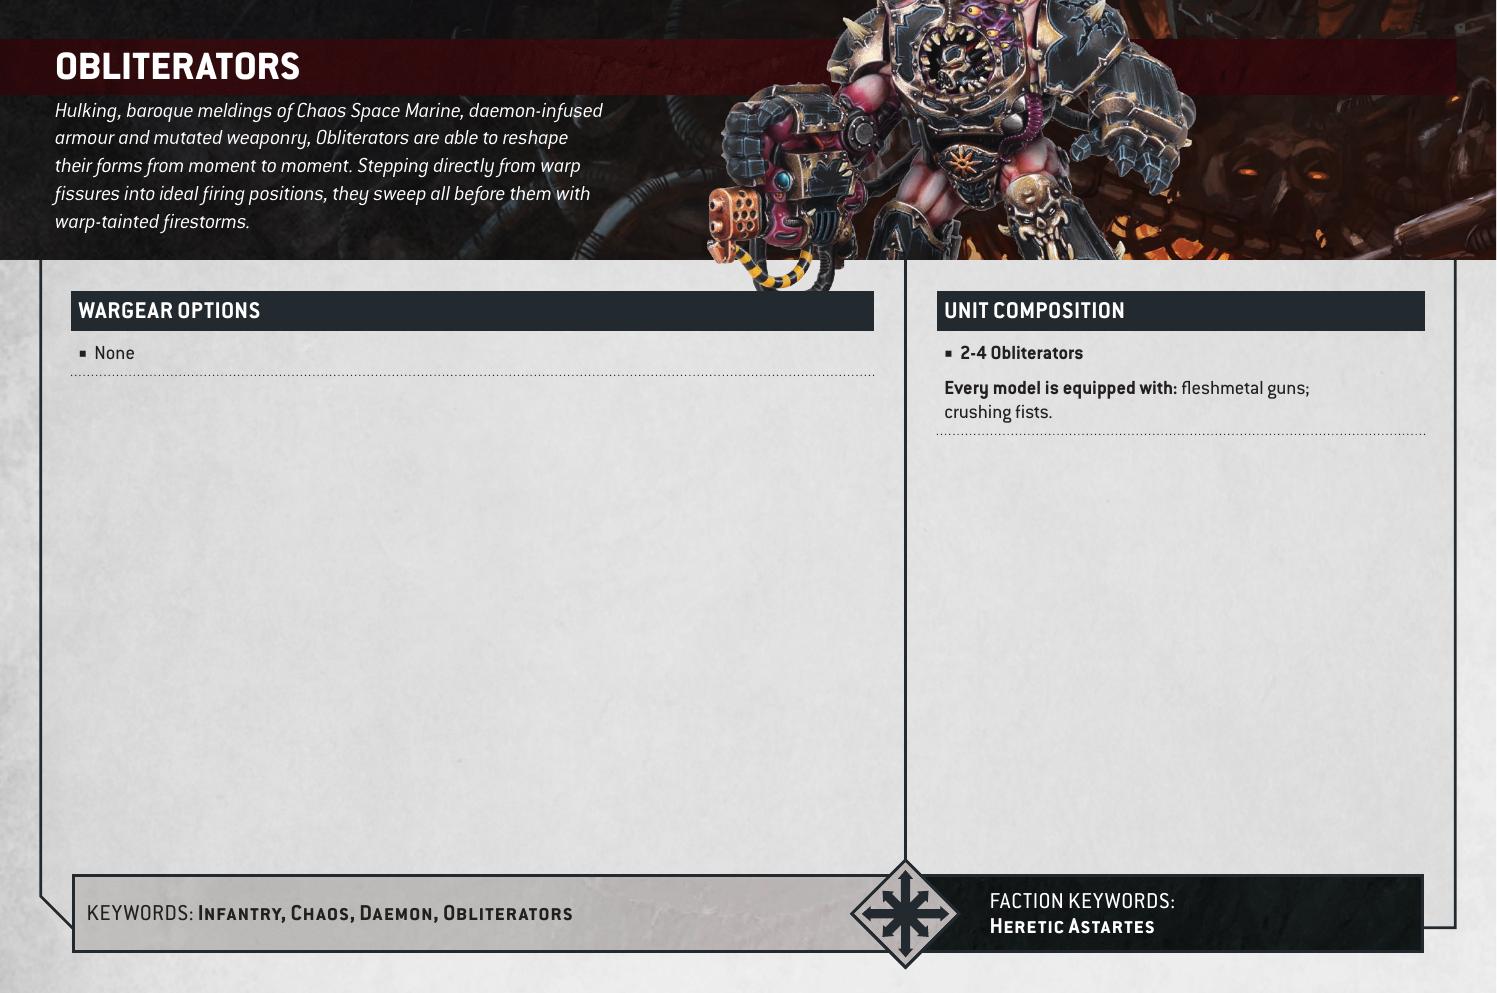 OBLITERATORS
Hulking, baroque meldings of Chaos Space Marine, daemon-infused
armour and mutated weaponry, Obliterators are able to reshape
their forms from moment to moment. Stepping directly from warp
fissures into ideal firing positions, they sweep all before them with
warp-tainted firestorms.
WARGEAR OPTIONS
▪ None
UNIT COMPOSITION
▪ 2-4 Obliterators
Every model is equipped with: fleshmetal guns;
crushing fists.
KEYWORDS: Infantry, Chaos, Daemon, Obliterators
FACTION KEYWORDS:
Heretic Astartes